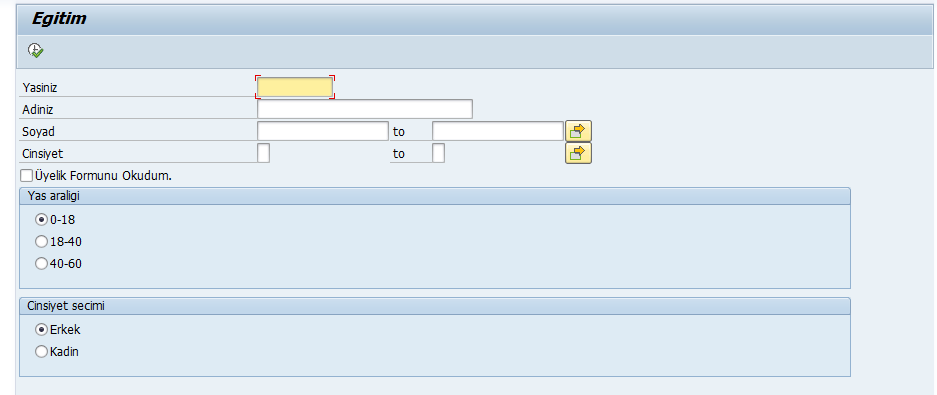 Egitim
Yasiniz
Adiniz
Soyad to
Cinsiyet to
Üyelik Formunu Okudum.
Yas araligi
0-18
18-40
40-60
Cinsiyet secimi
Erkek
Kadin